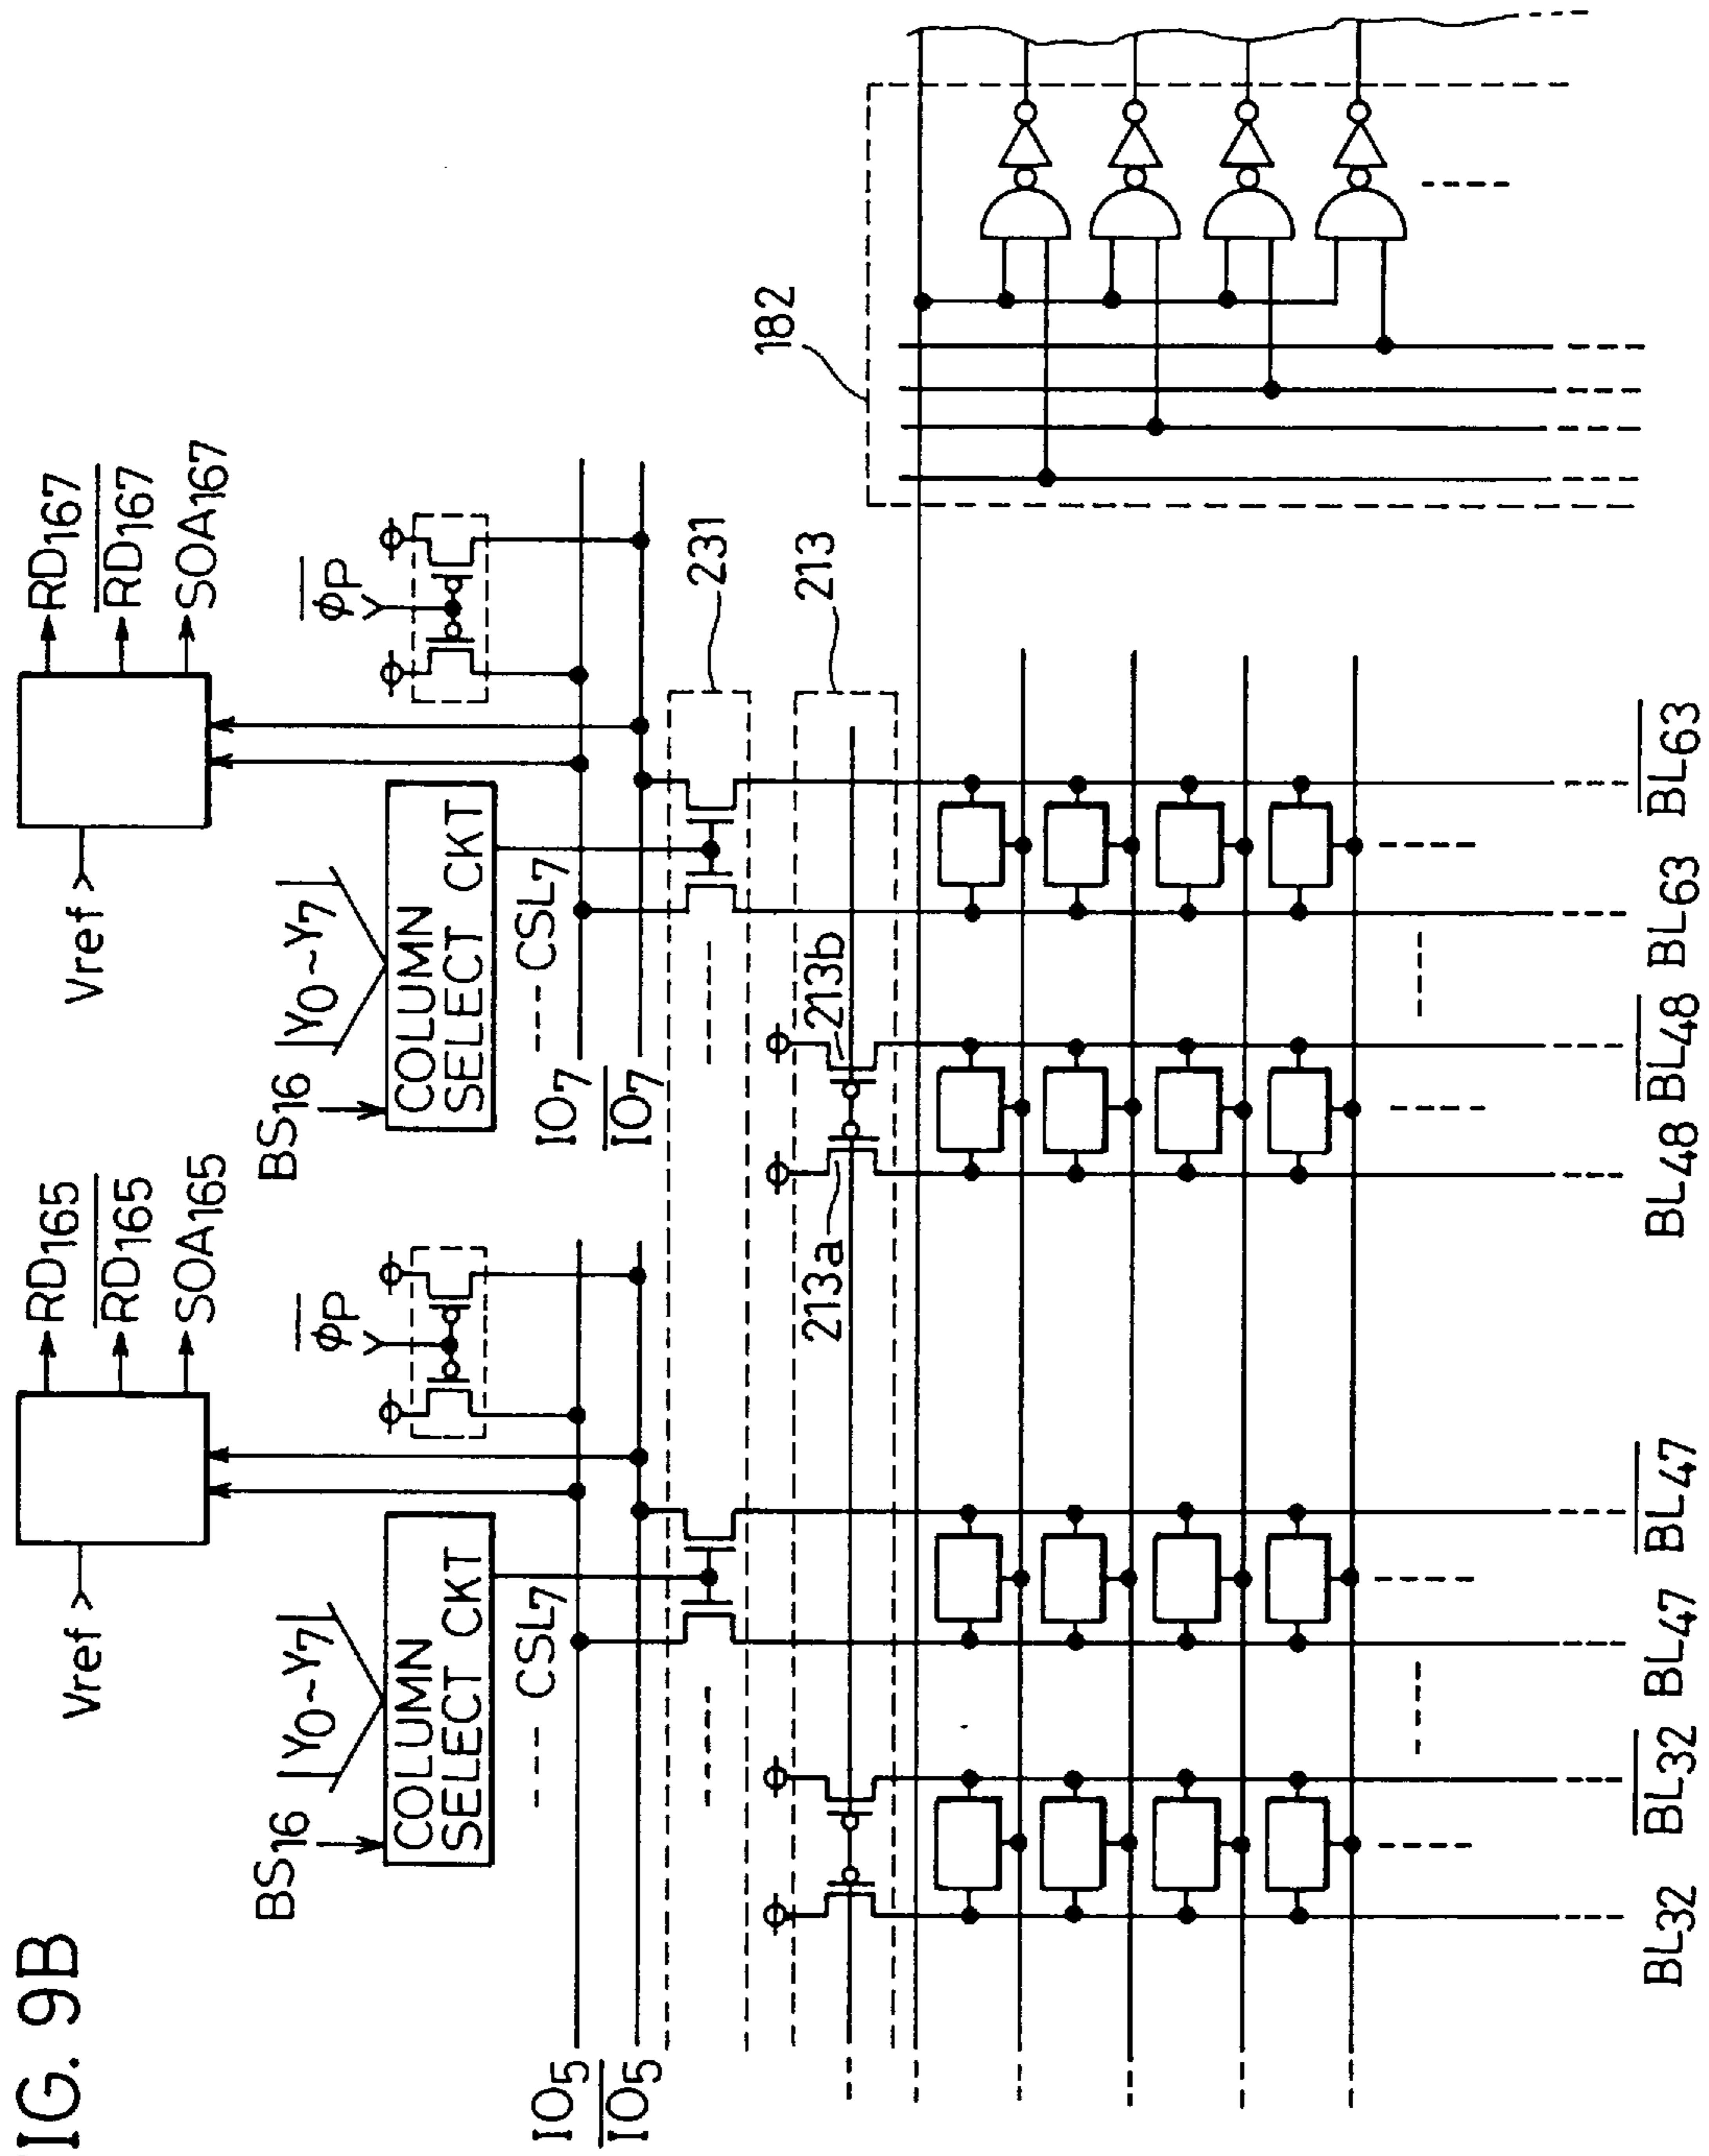 IG. 9B
Vref
RD165
RD165
SOA165
Vref
RD167
RD167
SOA167
BS16
Y0~Y7
COLUMN
SELECT CKT
φP
BS16
Y0~Y7
COLUMN
SELECT CKT
φP
CSL7
CSL7
IO5
IO5
IO7
IO7
231
213
213a
213b
182
BL32
BL32
BL47
BL47
BL48
BL48
BL63
BL63